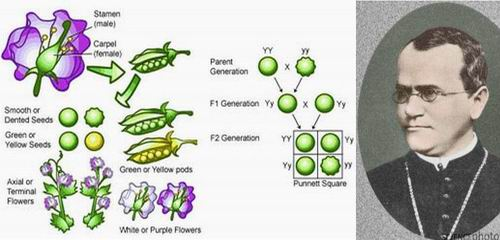 Stamen
(male)
Carpel
(female)
Smooth or
Dented Seeds
Green or
Yellow Seeds
Axial or
Terminal
Flowers
Green or Yellow pods
White or Purple Flowers
YY
yy
Parent
Generation
X
F1 Generation
Yy
X
Yy
F2 Generation
YY
Yy
Yy
yy
Punnett Square
photo